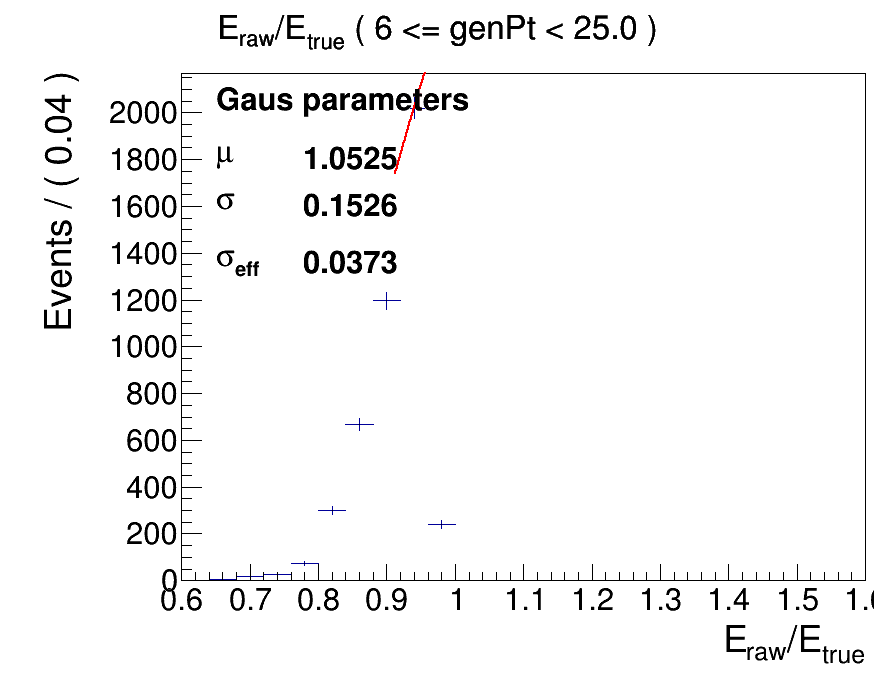 E_raw/E_true ( 6 <= genPt < 25.0 )
Events / ( 0.04 )
Gaus parameters
μ 1.0525
σ 0.1526
σ_eff 0.0373
2000
1800
1600
1400
1200
1000
800
600
400
200
0
0.6 0.7 0.8 0.9 1 1.1 1.2 1.3 1.4 1.5 1.6
E_raw/E_true